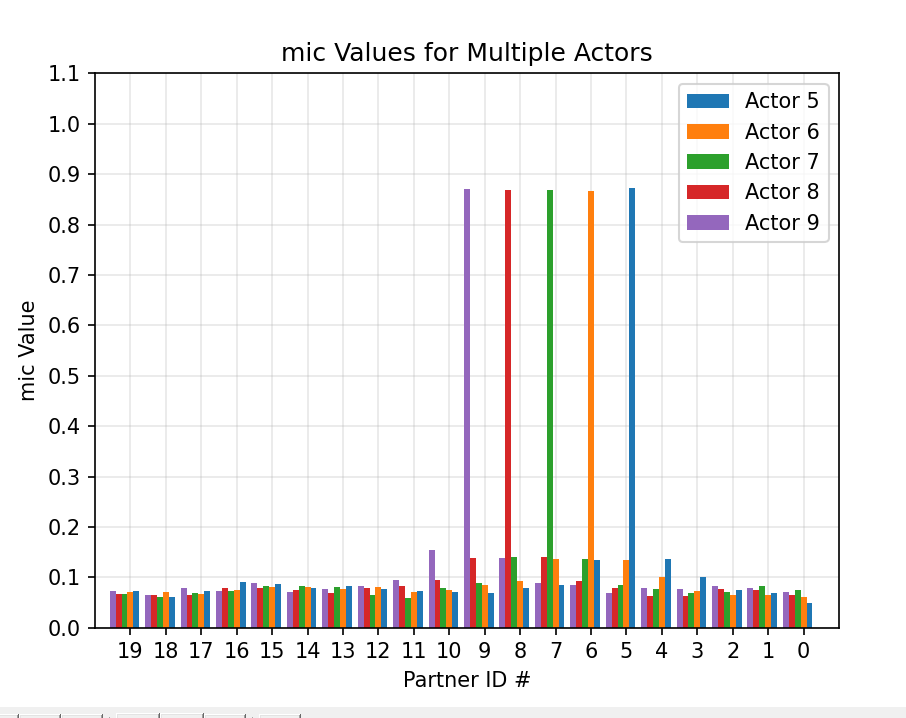 mic Values for Multiple Actors
1.1
1.0
0.9
0.8
0.7
0.6
0.5
0.4
0.3
0.2
0.1
0.0
mic Value
Actor 5
Actor 6
Actor 7
Actor 8
Actor 9
19 18 17 16 15 14 13 12 11 10 9 8 7 6 5 4 3 2 1 0
Partner ID #